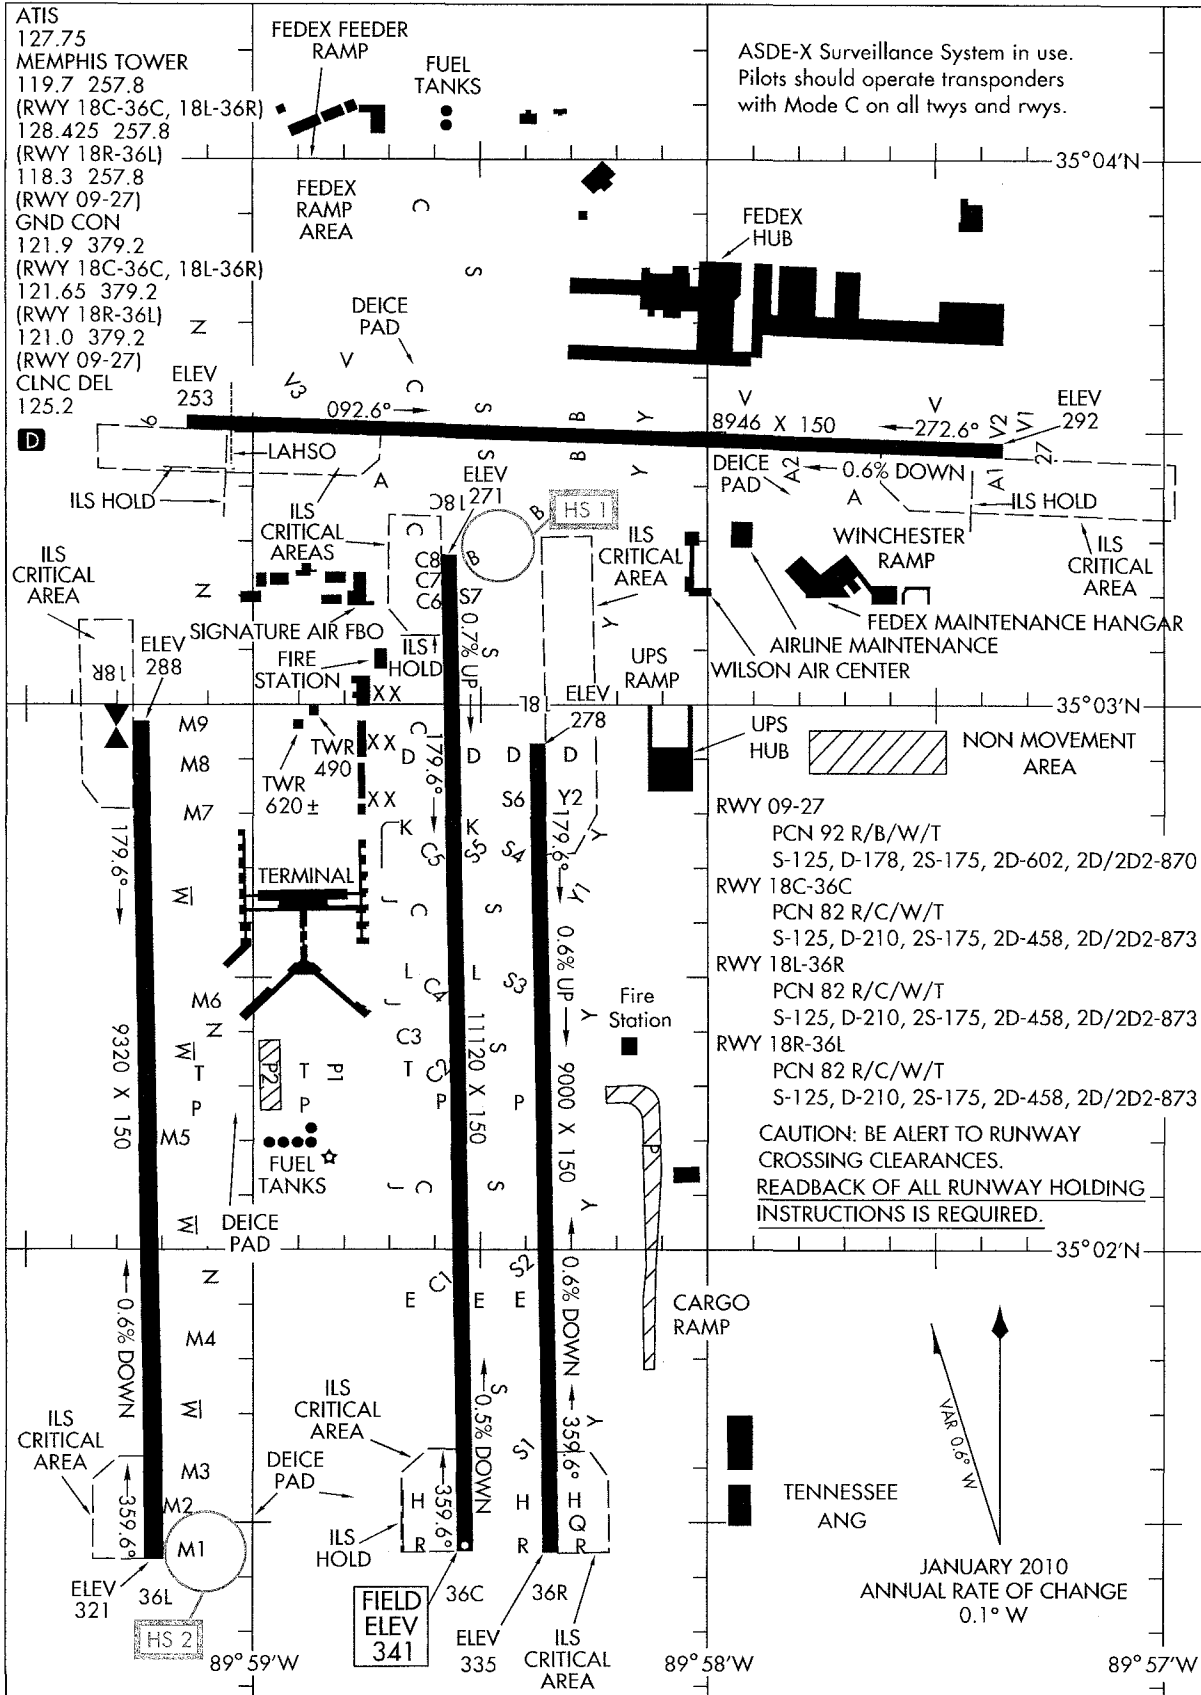 ATIS
127.75
MEMPHIS TOWER
119.7 257.8
(RWY 18C-36C, 18L-36R)
128.425 257.8
(RWY 18R-36L)
118.3 257.8
(RWY 09-27)
GND CON
121.9 379.2
(RWY 18C-36C, 18L-36R)
121.65 379.2
(RWY 18R-36L)
121.0 379.2
(RWY 09-27)
CLNC DEL
125.2
D
FEDEX FEEDER
RAMP
FUEL
TANKS
ASDE-X Surveillance System in use.
Pilots should operate transponders
with Mode C on all twys and rwys.
35°04'N
FEDEX
RAMP
AREA
C
S
FEDEX
HUB
DEICE
PAD
N
V
V3
C
S
B
Y
V
V
V2
V1
ELEV
253
092.6°
8946 X 150
272.6°
ELEV
292
9
27
LAHSO
ILS HOLD
A
S
B
Y
DEICE
PAD
A2
0.6% DOWN
A
A1
ILS HOLD
ILS
CRITICAL
AREAS
18C
ELEV
271
B
HS 1
ILS
CRITICAL
AREA
WINCHESTER
RAMP
ILS
CRITICAL
AREA
ILS
CRITICAL
AREA
N
C
C8
B
C7
C6
S7
0.7% UP
S
Y
SIGNATURE AIR FBO
ILS
HOLD
FEDEX MAINTENANCE HANGAR
AIRLINE MAINTENANCE
WILSON AIR CENTER
18R
ELEV
288
FIRE
STATION
XX
UPS
RAMP
ELEV
278
18
35°03'N
M9
M8
M7
TWR
490
TWR
620 ±
XX
XX
C
D
179.6°
D
D
D
S6
Y2
UPS
HUB
NON MOVEMENT
AREA
179.6°
K
K
C5
S5
S4
179.6°
Y
RWY 09-27
PCN 92 R/B/W/T
S-125, D-178, 2S-175, 2D-602, 2D/2D2-870
RWY 18C-36C
PCN 82 R/C/W/T
S-125, D-210, 2S-175, 2D-458, 2D/2D2-873
RWY 18L-36R
PCN 82 R/C/W/T
S-125, D-210, 2S-175, 2D-458, 2D/2D2-873
RWY 18R-36L
PCN 82 R/C/W/T
S-125, D-210, 2S-175, 2D-458, 2D/2D2-873
TERMINAL
W
J
C
S
0.6% UP
L
L
C4
S3
J
M6
N
C3
S
Y
Fire
Station
9320 X 150
W
T
P2
T
P1
T
C2
11120 X 150
9000 X 150
P
P
P
P
M5
FUEL
TANKS
P
J
C
S
Y
CAUTION: BE ALERT TO RUNWAY
CROSSING CLEARANCES.
READBACK OF ALL RUNWAY HOLDING
INSTRUCTIONS IS REQUIRED.
35°02'N
W
DEICE
PAD
N
C1
S2
E
E
E
0.6% DOWN
M4
0.6% DOWN
CARGO
RAMP
VAR 0.6° W
W
ILS
CRITICAL
AREA
S
0.5% DOWN
Y
ILS
CRITICAL
AREA
M3
DEICE
PAD
S1
359.6°
M2
359.6°
M1
H
359.6°
H
H
Q
R
R
R
ILS
HOLD
TENNESSEE
ANG
JANUARY 2010
ANNUAL RATE OF CHANGE
0.1° W
ELEV
321
36L
FIELD
ELEV
341
36C
36R
ELEV
335
ILS
CRITICAL
AREA
HS 2
89°59'W
89°58'W
89°57'W